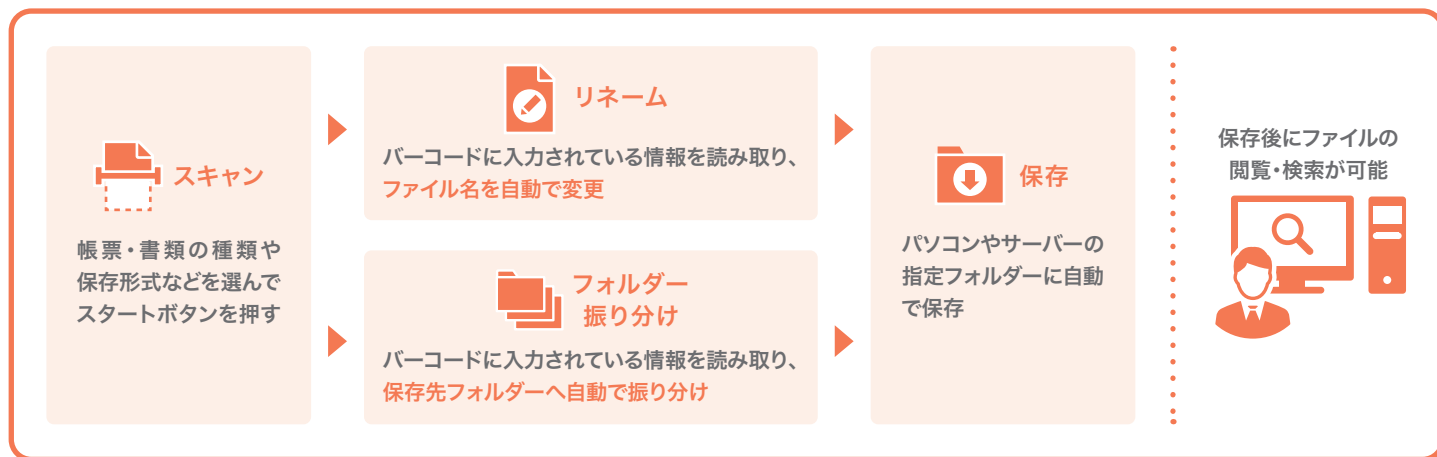 スキャン
帳票・書類の種類や
保存形式などを選んで
スタートボタンを押す
リネーム
バーコードに入力されている情報を読み取り、
ファイル名を自動で変更
フォルダー
振り分け
バーコードに入力されている情報を読み取り、
保存先フォルダーへ自動で振り分け
保存
パソコンやサーバーの
指定フォルダーに自動
で保存
保存後にファイルの
閲覧・検索が可能